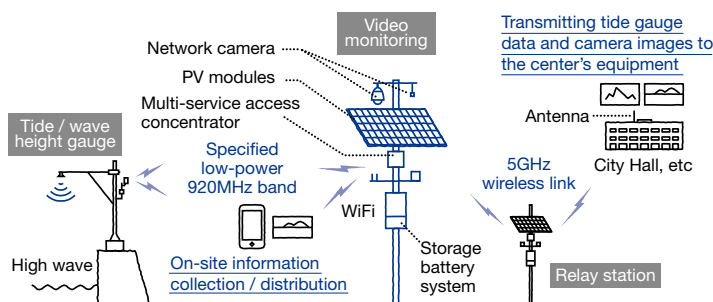 Video
monitoring
Network camera
PV modules
Multi-service access
concentrator
Transmitting tide gauge
data and camera images to
the center's equipment
Antenna
City Hall, etc
Tide / wave
height gauge
Specified
low-power
920MHz band
5GHz
wireless link
WiFi
High wave
On-site information
collection / distribution
Storage
battery
system
Relay station